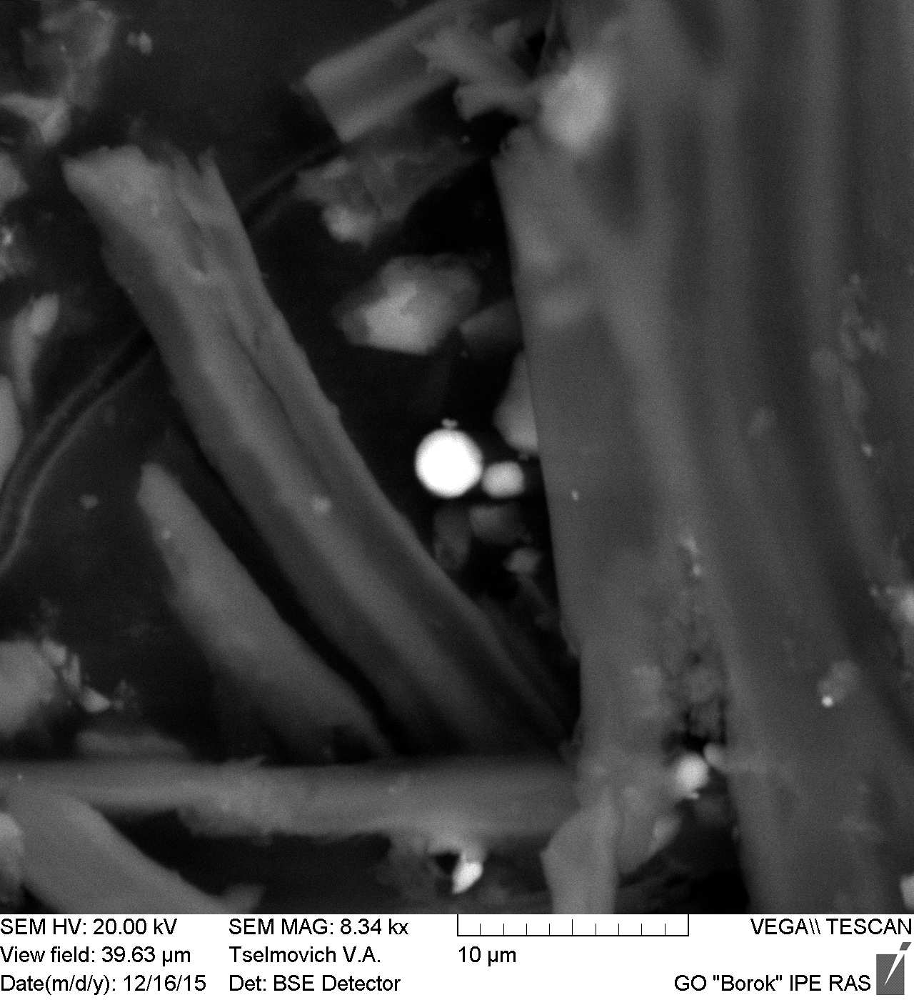 SEM HV: 20.00 kV SEM MAG: 8.34 kx VEGA\\ TESCAN
View field: 39.63 µm Tselmovich V.A. 10 µm
Date(m/d/y): 12/16/15 Det: BSE Detector GO "Borok" IPE RAS